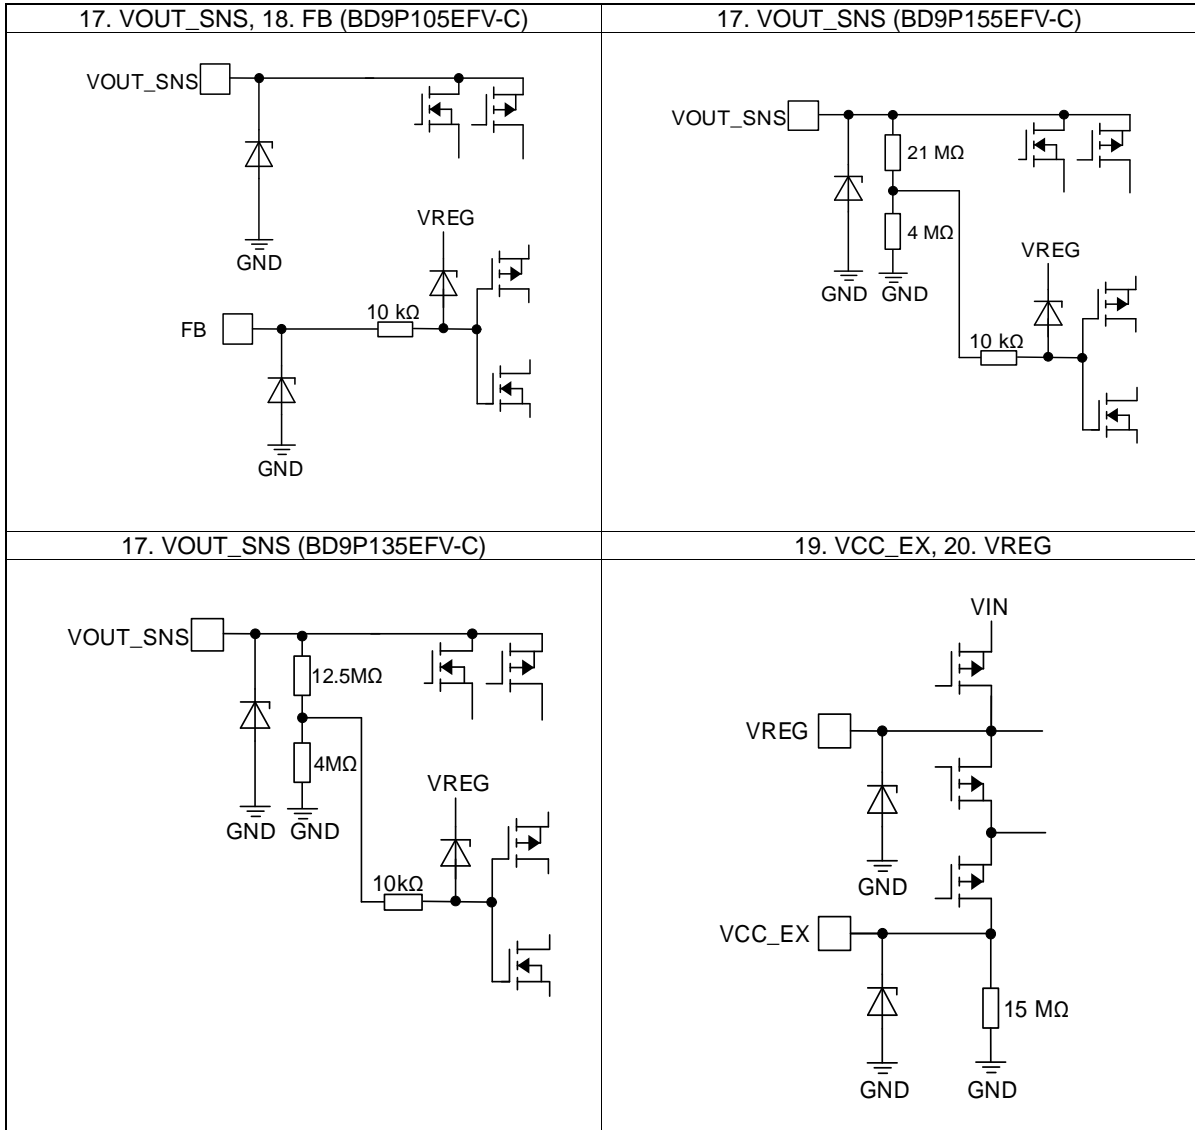 17. VOUT_SNS, 18. FB (BD9P105EFV-C)
VOUT_SNS
GND
VREG
10 kΩ
FB
GND
17. VOUT_SNS (BD9P155EFV-C)
VOUT_SNS
21 MΩ
4 MΩ
VREG
GND
GND
10 kΩ
17. VOUT_SNS (BD9P135EFV-C)
VOUT_SNS
12.5MΩ
4MΩ
VREG
GND
GND
10kΩ
19. VCC_EX, 20. VREG
VIN
VREG
GND
VCC_EX
15 MΩ
GND
GND